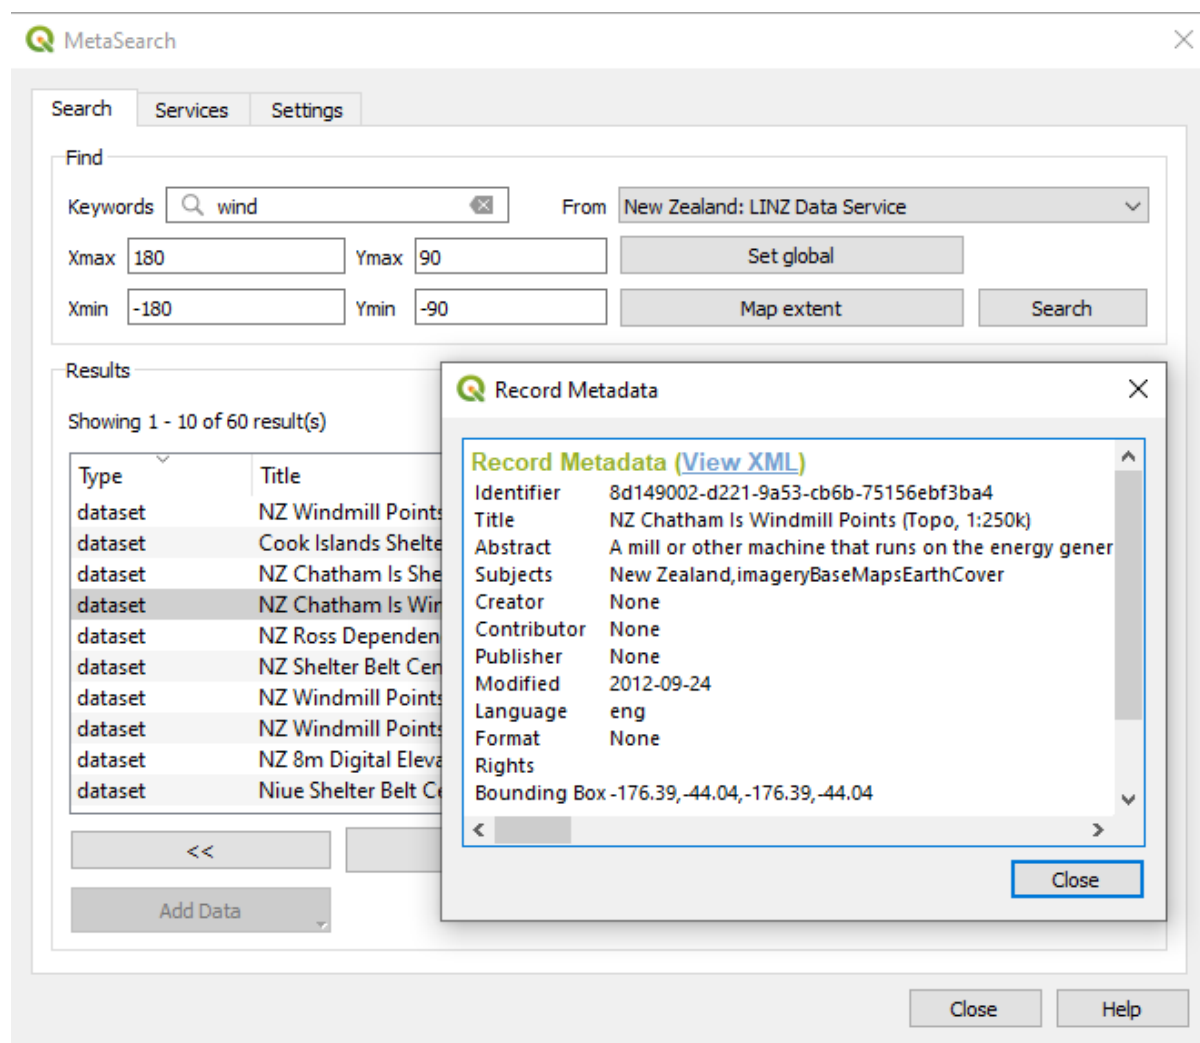 MetaSearch
Search Services Settings
Find
Keywords wind From New Zealand: LINZ Data Service
Xmax 180 Ymax 90 Set global
Xmin -180 Ymin -90 Map extent Search
Results
Showing 1 - 10 of 60 result(s)
Type Title
dataset NZ Windmill Points
dataset Cook Islands Shelte
dataset NZ Chatham Is She
dataset NZ Chatham Is Wir
dataset NZ Ross Dependen
dataset NZ Shelter Belt Cen
dataset NZ Windmill Points
dataset NZ Windmill Points
dataset NZ 8m Digital Eleva
dataset Niue Shelter Belt Ce
<<
Add Data
Record Metadata
Record Metadata (View XML)
Identifier 8d149002-d221-9a53-cb6b-75156ebf3ba4
Title NZ Chatham Is Windmill Points (Topo, 1:250k)
Abstract A mill or other machine that runs on the energy gener
Subjects New Zealand,imageryBaseMapsEarthCover
Creator None
Contributor None
Publisher None
Modified 2012-09-24
Language eng
Format None
Rights
Bounding Box -176.39,-44.04,-176.39,-44.04
Close
Close Help